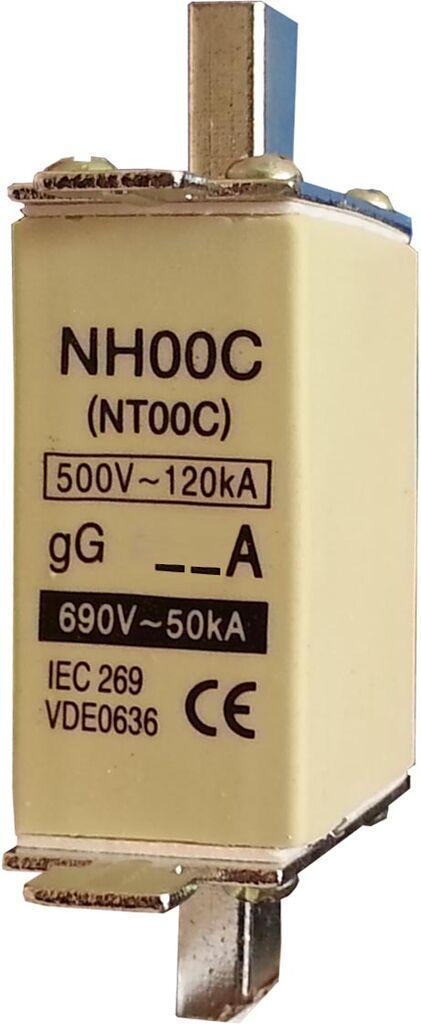 NH00C
(NT00C)
500V~120kA
gG __A
690V~50kA
IEC 269
VDE0636 CE